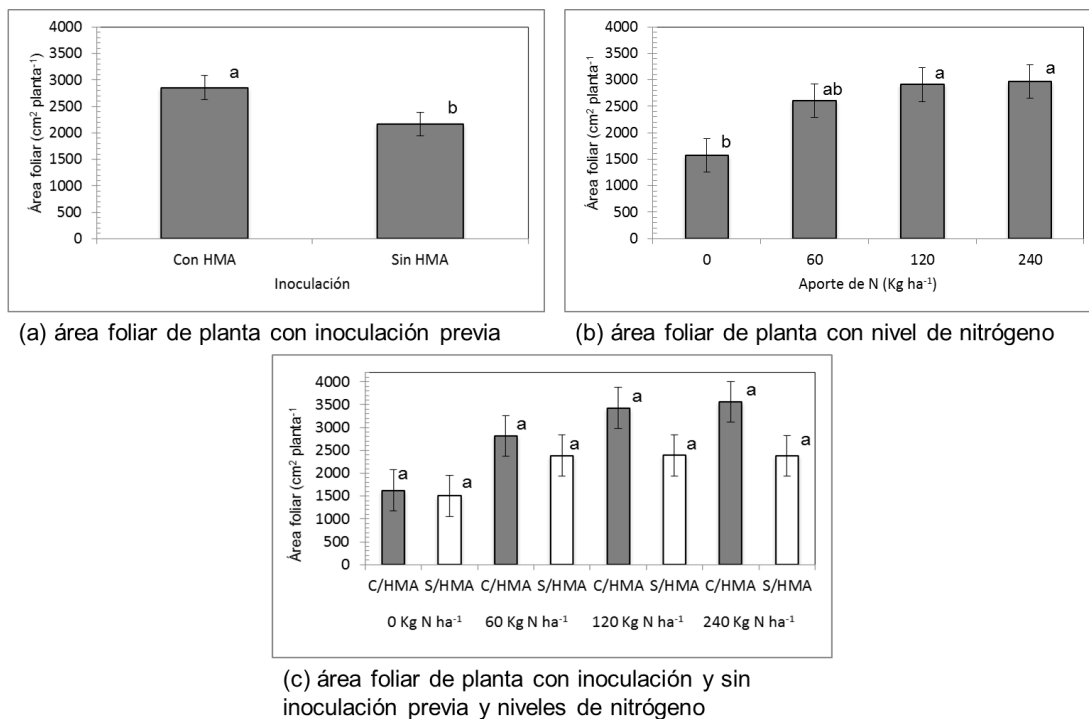 4000
3500
3000
2500
2000
1500
1000
500
0
Área foliar (cm² planta⁻¹)
a
b
Con HMA
Sin HMA
Inoculación
(a) área foliar de planta con inoculación previa
4000
3500
3000
2500
2000
1500
1000
500
0
Área foliar (cm² planta⁻¹
b
ab
a
a
0
60
120
240
Aporte de N (Kg ha⁻¹)
(b) área foliar de planta con nivel de nitrógeno
4000
3500
3000
2500
2000
1500
1000
500
0
Área foliar (cm² planta⁻¹
a
a
a
a
a
a
a
a
C/HMA S/HMA C/HMA S/HMA C/HMA S/HMA C/HMA S/HMA
0 Kg N ha⁻¹ 60 Kg N ha⁻¹ 120 Kg N ha⁻¹ 240 Kg N ha⁻¹
(c) área foliar de planta con inoculación y sin
inoculación previa y niveles de nitrógeno